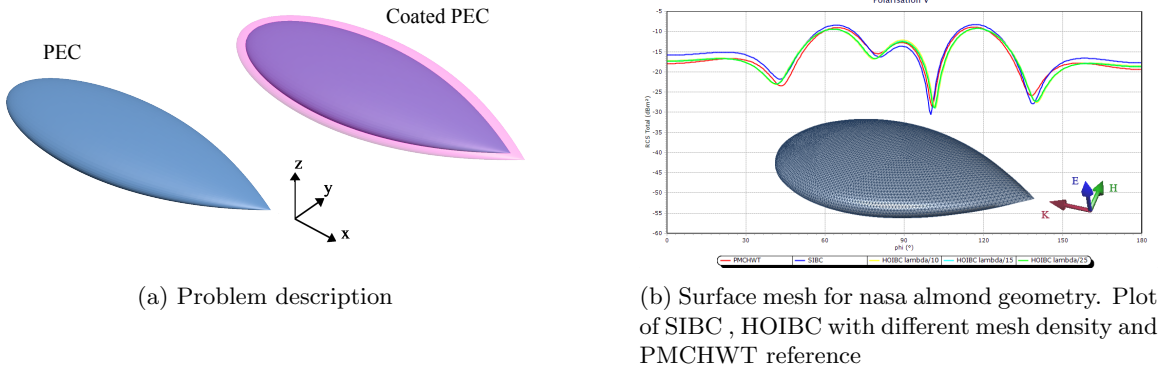 PEC
Coated PEC
z
y
x
(a) Problem description
Polarisation V
RCS Total (dBm²)
-5
-10
-15
-20
-25
-30
-35
-40
-45
-50
-55
-60
E
H
K
0
30
60
90
120
150
180
phi (°)
PMCHWT
SIBC
HOIBC lambda/10
HOIBC lambda/15
HOIBC lambda/25
(b) Surface mesh for nasa almond geometry. Plot
of SIBC , HOIBC with different mesh density and
PMCHWT reference